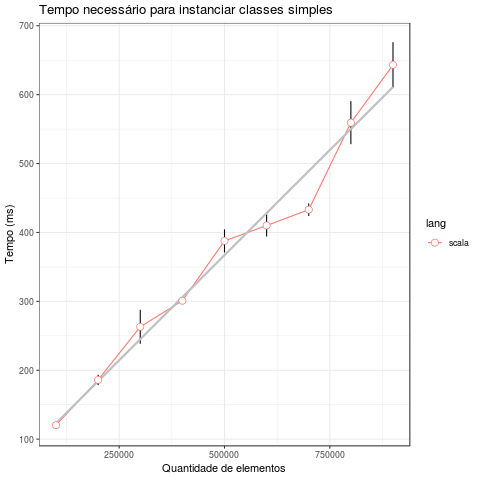 Tempo necessário para instanciar classes simples
700
600
500
400
300
200
100
Tempo (ms)
250000
500000
750000
Quantidade de elementos
lang
scala